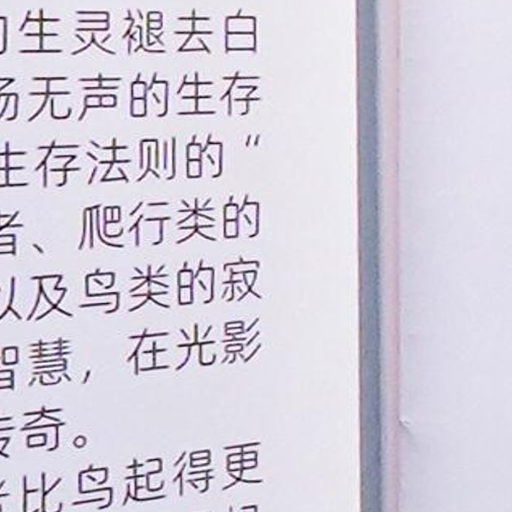 的生灵褪去白
场无声的生存
生存法则的“
者、爬行类的
以及鸟类的寂
智慧，在光影
传奇。
比鸟起得更